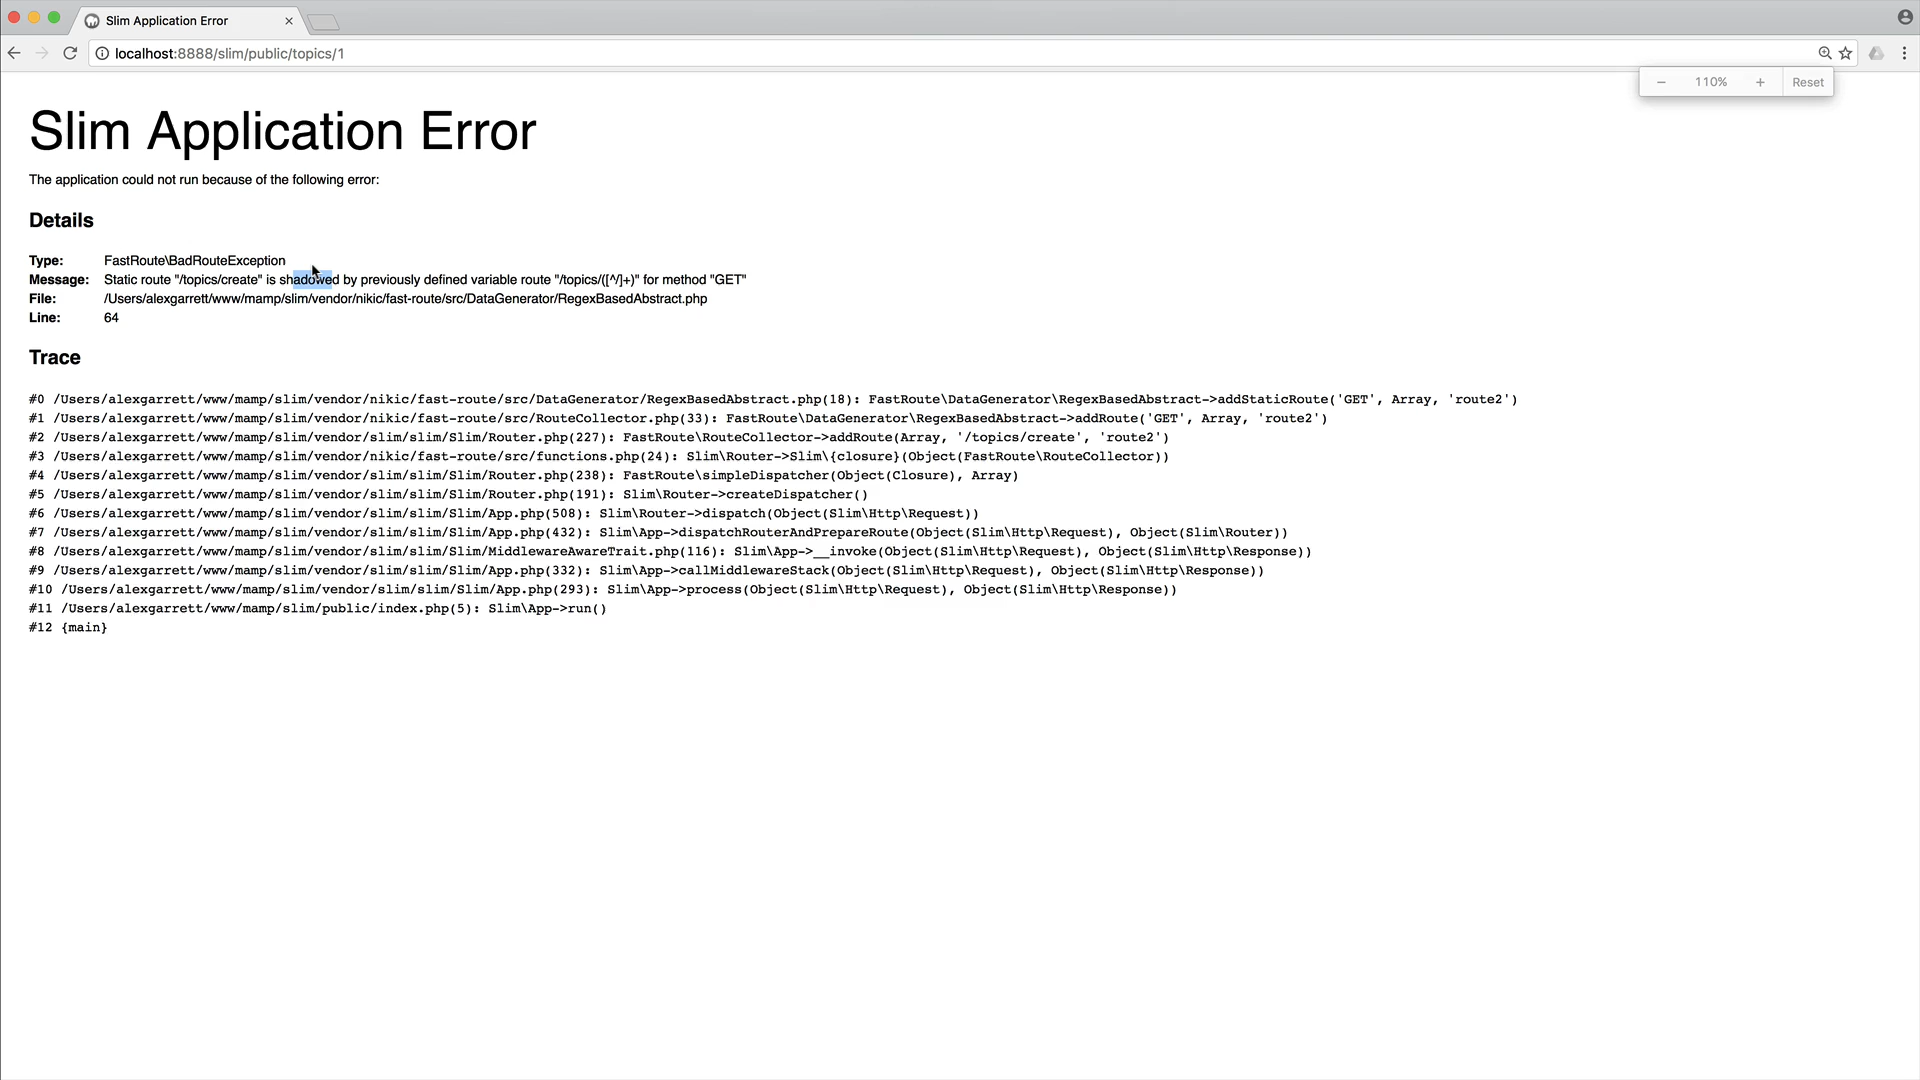 Slim Application Error
localhost:8888/slim/public/topics/1
110%
Reset
Slim Application Error
The application could not run because of the following error:
Details
Type: FastRoute\BadRouteException
Message: Static route "/topics/create" is shadowed by previously defined variable route "/topics/([^/]+)" for method "GET"
File: /Users/alexgarrett/www/mamp/slim/vendor/nikic/fast-route/src/DataGenerator/RegexBasedAbstract.php
Line: 64
Trace
#0 /Users/alexgarrett/www/mamp/slim/vendor/nikic/fast-route/src/DataGenerator/RegexBasedAbstract.php(18): FastRoute\DataGenerator\RegexBasedAbstract->addStaticRoute('GET', Array, 'route2')
#1 /Users/alexgarrett/www/mamp/slim/vendor/nikic/fast-route/src/RouteCollector.php(33): FastRoute\DataGenerator\RegexBasedAbstract->addRoute('GET', Array, 'route2')
#2 /Users/alexgarrett/www/mamp/slim/vendor/slim/slim/Slim/Router.php(227): FastRoute\RouteCollector->addRoute(Array, '/topics/create', 'route2')
#3 /Users/alexgarrett/www/mamp/slim/vendor/nikic/fast-route/src/functions.php(24): Slim\Router->Slim\{closure}(Object(FastRoute\RouteCollector))
#4 /Users/alexgarrett/www/mamp/slim/vendor/slim/slim/Slim/Router.php(238): FastRoute\simpleDispatcher(Object(Closure), Array)
#5 /Users/alexgarrett/www/mamp/slim/vendor/slim/slim/Slim/Router.php(191): Slim\Router->createDispatcher()
#6 /Users/alexgarrett/www/mamp/slim/vendor/slim/slim/Slim/App.php(508): Slim\Router->dispatch(Object(Slim\Http\Request))
#7 /Users/alexgarrett/www/mamp/slim/vendor/slim/slim/Slim/App.php(432): Slim\App->dispatchRouterAndPrepareRoute(Object(Slim\Http\Request), Object(Slim\Router))
#8 /Users/alexgarrett/www/mamp/slim/vendor/slim/slim/Slim/MiddlewareAwareTrait.php(116): Slim\App->__invoke(Object(Slim\Http\Request), Object(Slim\Http\Response))
#9 /Users/alexgarrett/www/mamp/slim/vendor/slim/slim/Slim/App.php(332): Slim\App->callMiddlewareStack(Object(Slim\Http\Request), Object(Slim\Http\Response))
#10 /Users/alexgarrett/www/mamp/slim/vendor/slim/slim/Slim/App.php(293): Slim\App->process(Object(Slim\Http\Request), Object(Slim\Http\Response))
#11 /Users/alexgarrett/www/mamp/slim/public/index.php(5): Slim\App->run()
#12 {main}